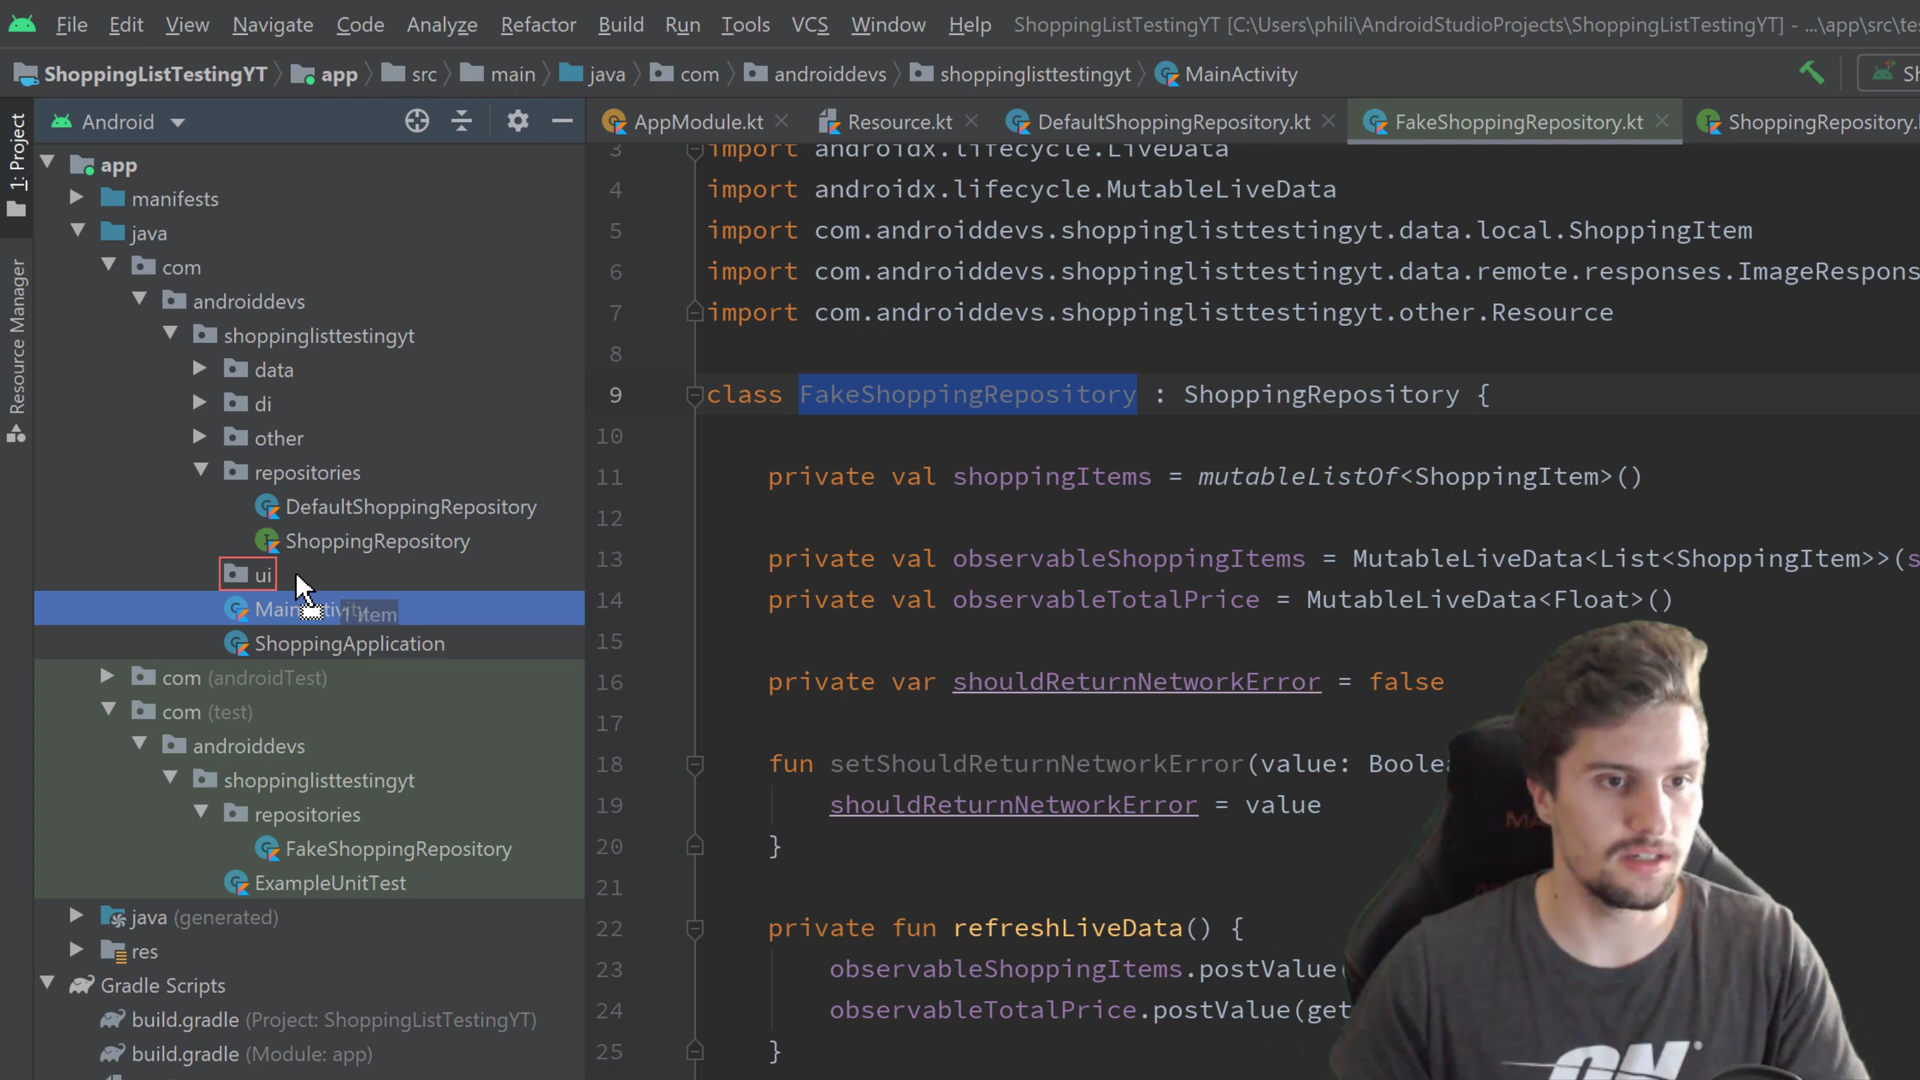 File Edit View Navigate Code Analyze Refactor Build Run Tools VCS Window Help ShoppingListTestingYT [C:\Users\phili\AndroidStudioProjects\ShoppingListTestingYT] - ...\app\src\te
ShoppingListTestingYT app src main java com androiddevs shoppinglisttestingyt MainActivity Sh
1: Project
Resource Manager
Android
AppModule.kt Resource.kt DefaultShoppingRepository.kt FakeShoppingRepository.kt ShoppingRepository.
app
manifests
java
com
androiddevs
shoppinglisttestingyt
data
di
other
repositories
DefaultShoppingRepository
ShoppingRepository
ui
1 item
ShoppingApplication
com (androidTest)
com (test)
androiddevs
shoppinglisttestingyt
repositories
FakeShoppingRepository
ExampleUnitTest
java (generated)
res
Gradle Scripts
build.gradle (Project: ShoppingListTestingYT)
build.gradle (Module: app)
3 import androidx.lifecycle.LiveData
4 import androidx.lifecycle.MutableLiveData
5 import com.androiddevs.shoppinglisttestingyt.data.local.ShoppingItem
6 import com.androiddevs.shoppinglisttestingyt.data.remote.responses.ImageRespons
7 import com.androiddevs.shoppinglisttestingyt.other.Resource
8
9 class FakeShoppingRepository : ShoppingRepository {
10
11 private val shoppingItems = mutableListOf<ShoppingItem>()
12
13 private val observableShoppingItems = MutableLiveData<List<ShoppingItem>>(s
14 private val observableTotalPrice = MutableLiveData<Float>()
15
16 private var shouldReturnNetworkError = false
17
18 fun setShouldReturnNetworkError(value: Boolea
19 shouldReturnNetworkError = value
20 }
21
22 private fun refreshLiveData() {
23 observableShoppingItems.postValue(
24 observableTotalPrice.postValue(get
25 }